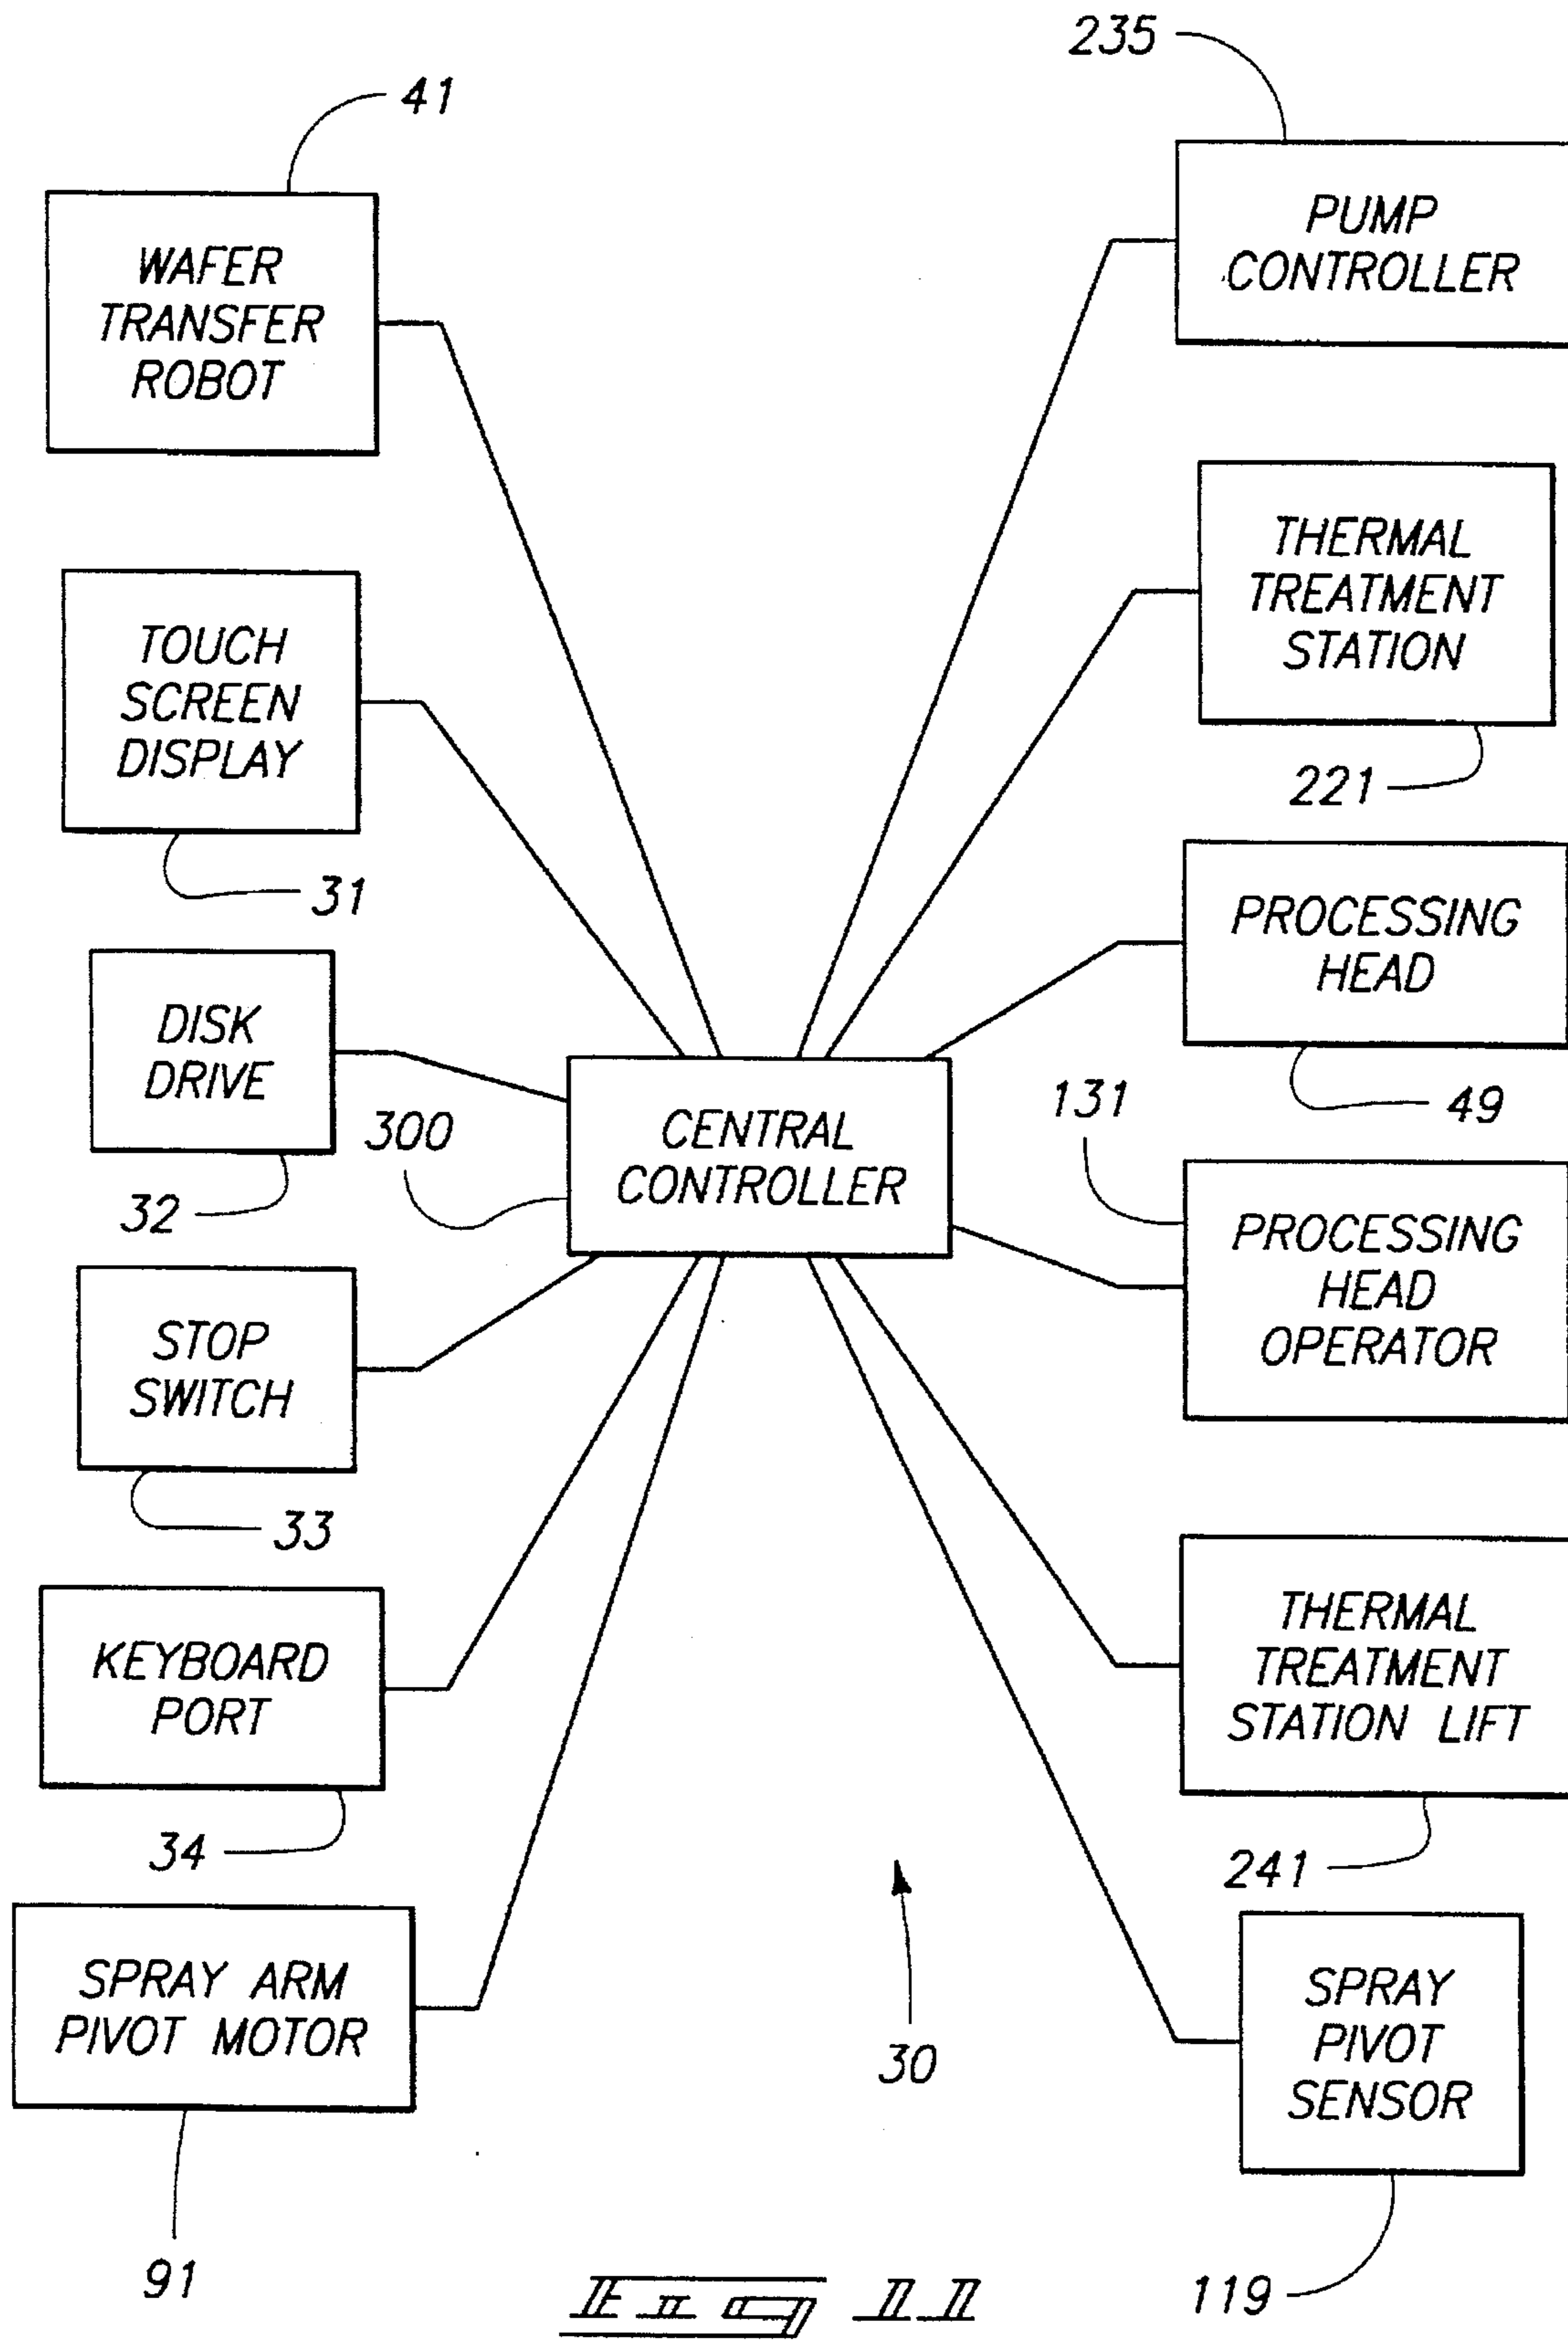 41
WAFER
TRANSFER
ROBOT
TOUCH
SCREEN
DISPLAY
31
DISK
DRIVE
32
STOP
SWITCH
33
KEYBOARD
PORT
34
SPRAY ARM
PIVOT MOTOR
91
300
CENTRAL
CONTROLLER
30
235
PUMP
CONTROLLER
THERMAL
TREATMENT
STATION
221
PROCESSING
HEAD
49
131
PROCESSING
HEAD
OPERATOR
THERMAL
TREATMENT
STATION LIFT
241
SPRAY
PIVOT
SENSOR
119
Fig 11